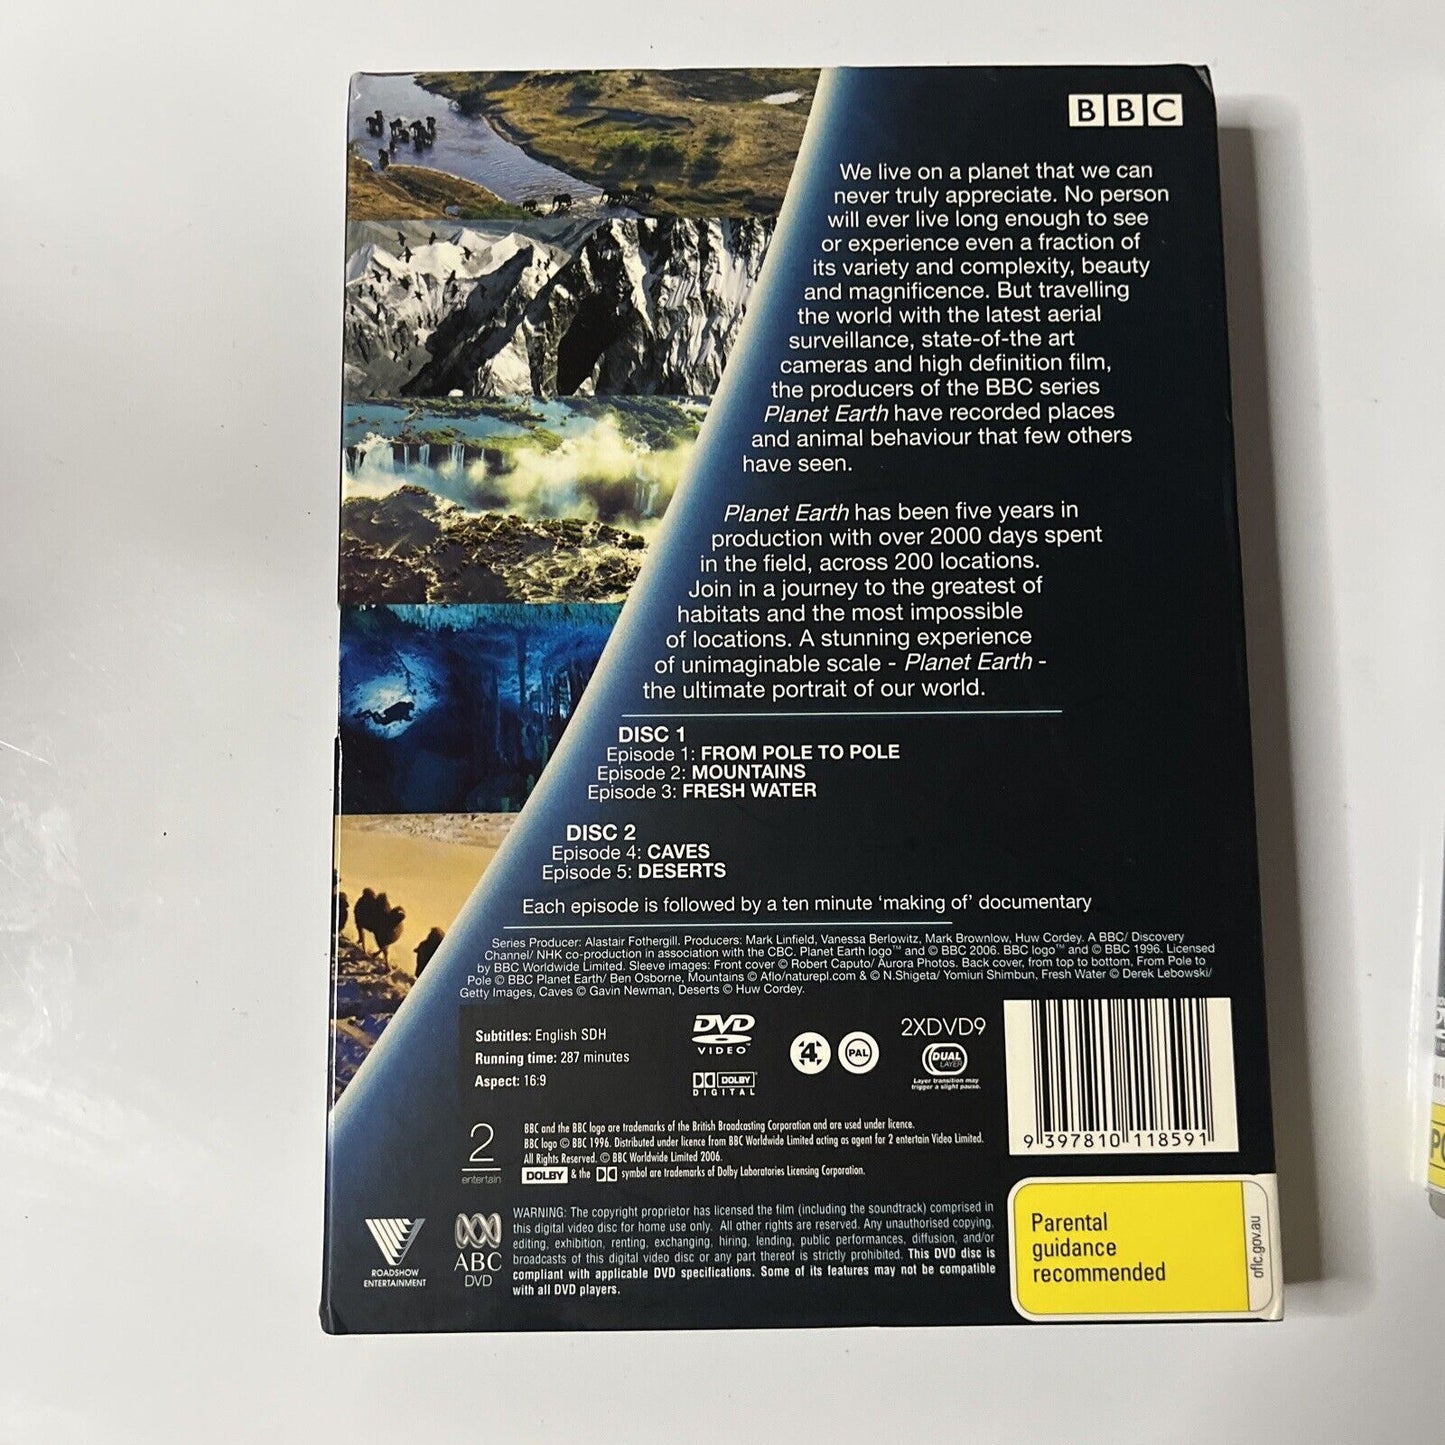 BBC
We live on a planet that we can
never truly appreciate. No person
will ever live long enough to see
or experience even a fraction of
its variety and complexity, beauty
and magnificence. But travelling
the world with the latest aerial
surveillance, state-of-the art
cameras and high definition film,
the producers of the BBC series
Planet Earth have recorded places
and animal behaviour that few others
have seen.
Planet Earth has been five years in
production with over 2000 days spent
in the field, across 200 locations.
Join in a journey to the greatest of
habitats and the most impossible
of locations. A stunning experience
of unimaginable scale - Planet Earth -
the ultimate portrait of our world.
DISC 1
Episode 1: FROM POLE TO POLE
Episode 2: MOUNTAINS
Episode 3: FRESH WATER
DISC 2
Episode 4: CAVES
Episode 5: DESERTS
Each episode is followed by a ten minute ‘making of’ documentary
Series Producer: Alastair Fothergill. Producers: Mark Linfield, Vanessa Berlowitz, Mark Brownlow, Huw Cordey. A BBC/ Discovery
Channel/ NHK co-production in association with the CBC. Planet Earth logo™ and © BBC 2006. BBC logo™ and © BBC 1996. Licensed
by BBC Worldwide Limited. Sleeve images: Front cover © Robert Caputo/ Aurora Photos. Back cover, from top to bottom, From Pole to
Pole © BBC Planet Earth/ Ben Osborne, Mountains © Aflo/naturepl.com & © N.Shigeta/ Yomiuri Shimbun, Fresh Water © Derek Lebowski/
Getty Images, Caves © Gavin Newman, Deserts © Huw Cordey.
Subtitles: English SDH
Running time: 287 minutes
Aspect: 16:9
DVD
VIDEO™
DOLBY
DIGITAL
4
PAL
2XDVD9
DUAL
LAYER
Layer transition may
trigger a slight pause.
9 397810 118591
2
entertain
BBC and the BBC logo are trademarks of the British Broadcasting Corporation and are used under licence.
BBC logo © BBC 1996. Distributed under licence from BBC Worldwide Limited acting as agent for 2 entertain Video Limited.
All Rights Reserved. © BBC Worldwide Limited 2006.
DOLBY & the symbol are trademarks of Dolby Laboratories Licensing Corporation.
ROADSHOW
ENTERTAINMENT
ABC
DVD
WARNING: The copyright proprietor has licensed the film (including the soundtrack) comprised in
this digital video disc for home use only. All other rights are reserved. Any unauthorised copying,
editing, exhibition, renting, exchanging, hiring, lending, public performances, diffusion, and/or
broadcasts of this digital video disc or any part thereof is strictly prohibited. This DVD disc is
compliant with applicable DVD specifications. Some of its features may not be compatible
with all DVD players.
Parental
guidance
recommended
oflc.gov.au